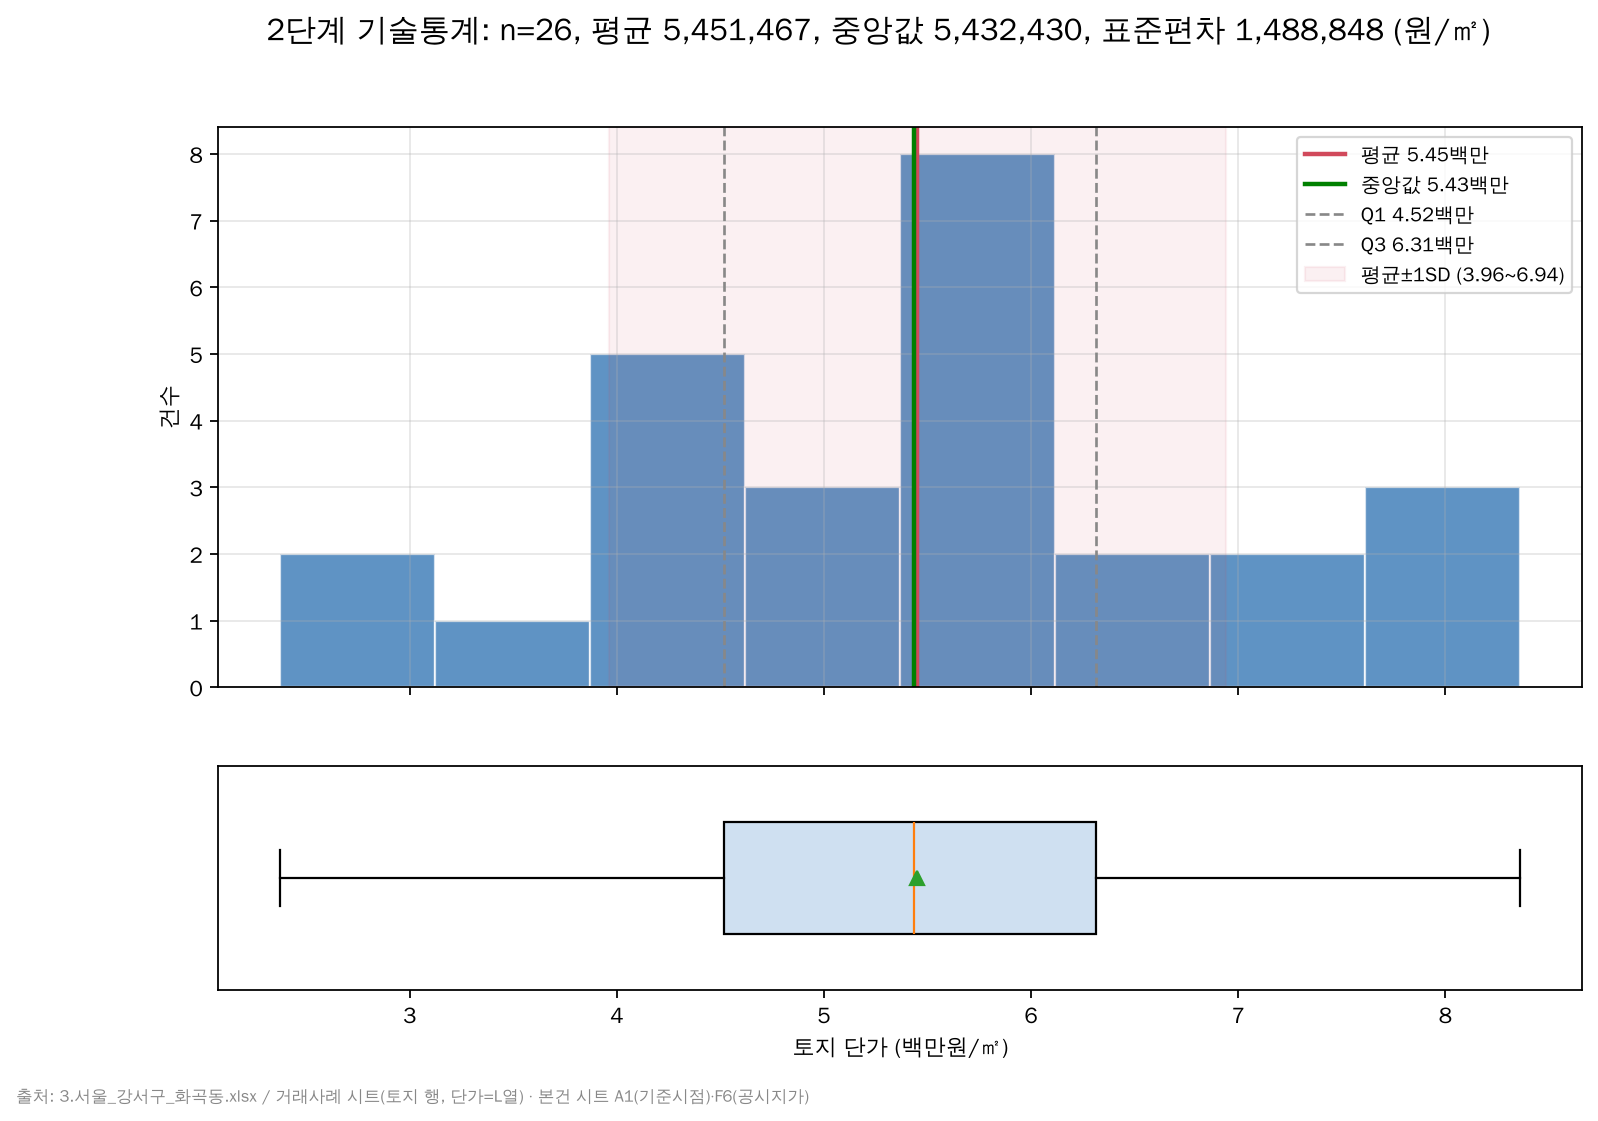 2단계 기술통계: n=26, 평균 5,451,467, 중앙값 5,432,430, 표준편차 1,488,848 (원/㎡)
평균 5.45백만
중앙값 5.43백만
Q1 4.52백만
Q3 6.31백만
평균±1SD (3.96~6.94)
8
7
6
5
4
3
2
1
0
건수
3
4
5
6
7
8
토지 단가 (백만원/㎡)
출처: 3.서울_강서구_화곡동.xlsx / 거래사례 시트(토지 행, 단가=L열) · 본건 시트 A1(기준시점)·F6(공시지가)